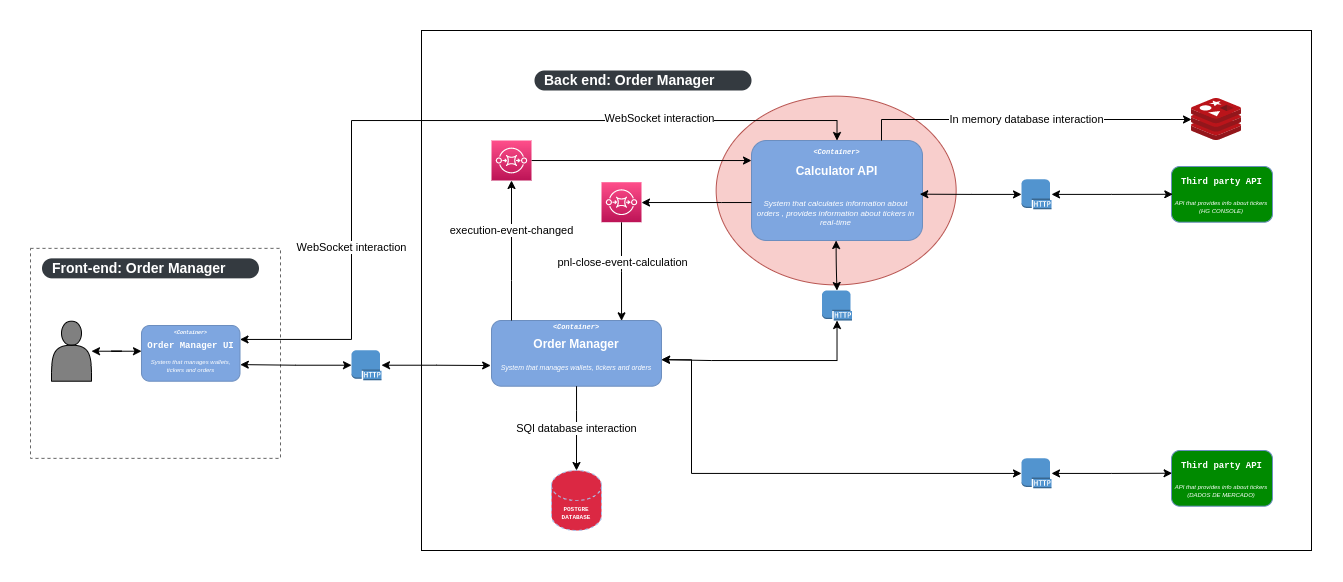 Back end: Order Manager
WebSocket interaction
In memory database interaction
<Container>
Calculator API
System that calculates information about
orders , provides information about tickers in
real-time
HTTP
Third party API
API that provides info about tickers
(HG CONSOLE)
execution-event-changed
pnl-close-event-calculation
WebSocket interaction
Front-end: Order Manager
<Container>
Order Manager UI
System that manages wallets,
tickers and orders
HTTP
<Container>
Order Manager
System that manages wallets, tickers and orders
HTTP
SQl database interaction
POSTGRE
DATABASE
HTTP
Third party API
API that provides info about tickers
(DADOS DE MERCADO)